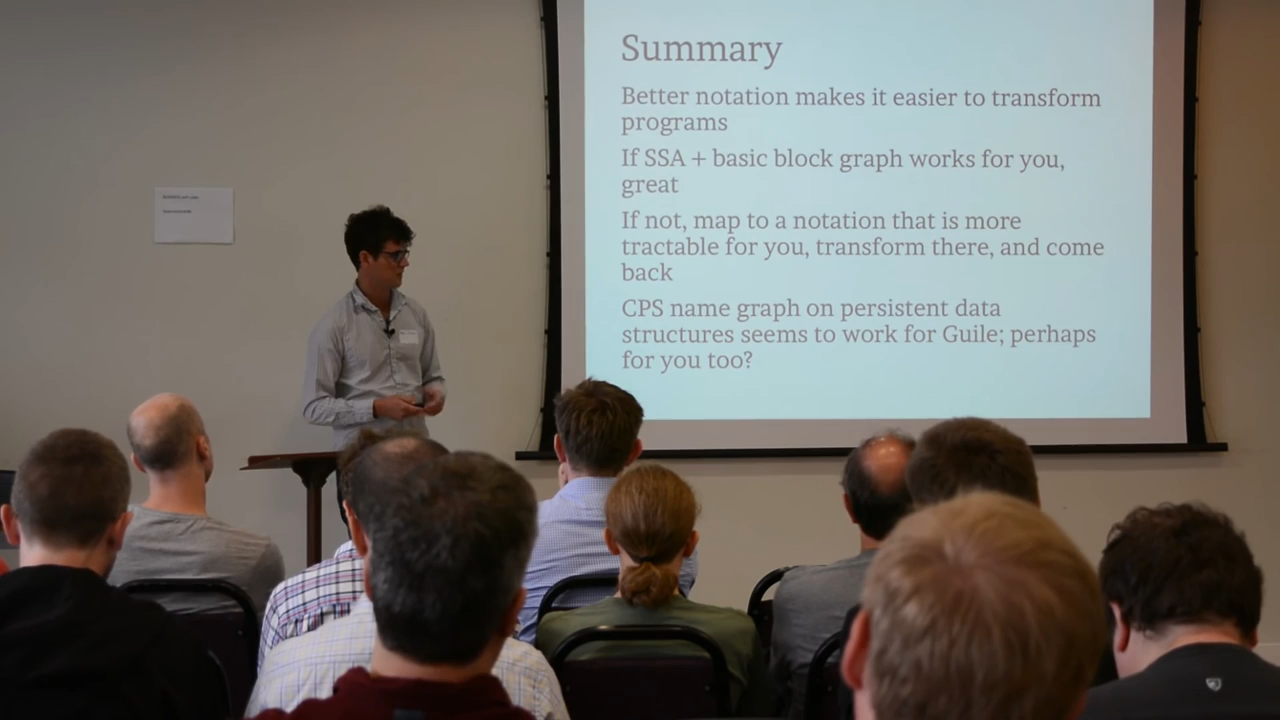 Summary
Better notation makes it easier to transform
programs
If SSA + basic block graph works for you,
great
If not, map to a notation that is more
tractable for you, transform there, and come
back
CPS name graph on persistent data
structures seems to work for Guile; perhaps
for you too?